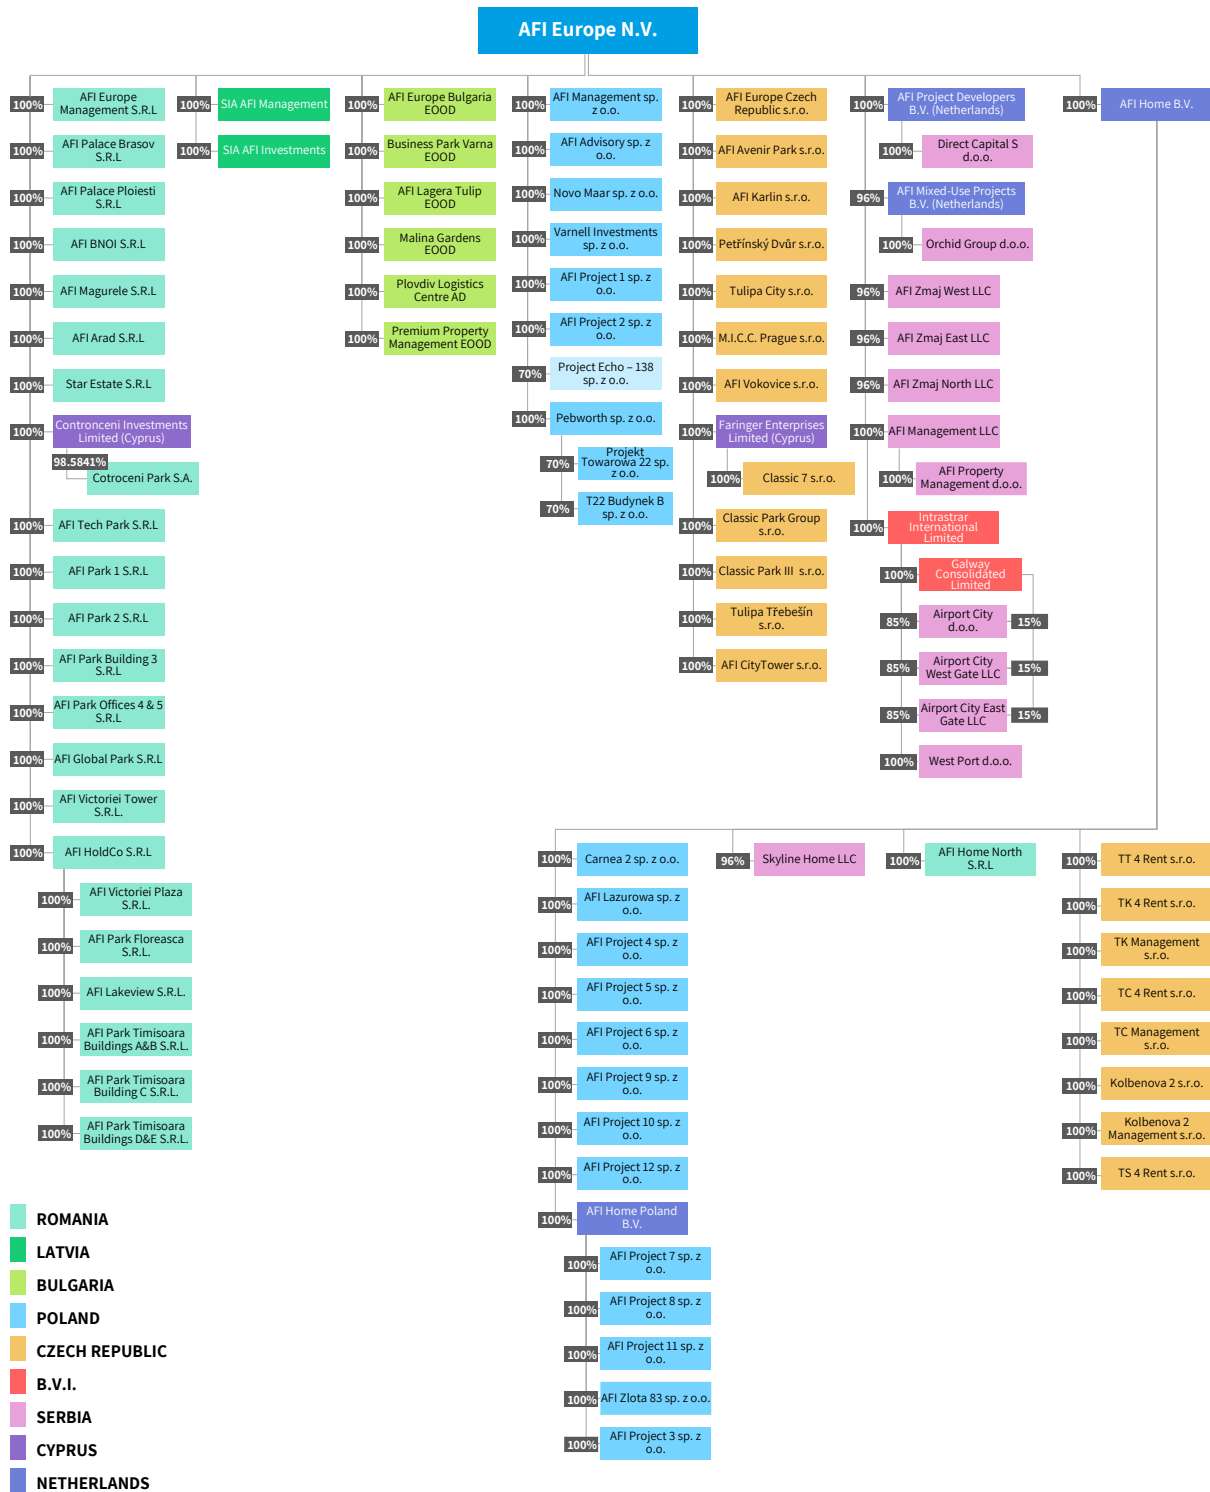 AFI Europe N.V.
100%
AFI Europe
Management S.R.L
100%
AFI Palace Brasov
S.R.L
100%
AFI Palace Ploiesti
S.R.L
100%
AFI BNOI S.R.L
100%
AFI Magurele S.R.L
100%
AFI Arad S.R.L
100%
Star Estate S.R.L
100%
Contronceni Investments
Limited (Cyprus)
98.5841%
Cotroceni Park S.A.
100%
AFI Tech Park S.R.L
100%
AFI Park 1 S.R.L
100%
AFI Park 2 S.R.L
100%
AFI Park Building 3
S.R.L
100%
AFI Park Offices 4 & 5
S.R.L
100%
AFI Global Park S.R.L
100%
AFI Victoriei Tower
S.R.L.
100%
AFI HoldCo S.R.L
100%
AFI Victoriei Plaza
S.R.L.
100%
AFI Park Floreasca
S.R.L.
100%
AFI Lakeview S.R.L.
100%
AFI Park Timisoara
Buildings A&B S.R.L.
100%
AFI Park Timisoara
Building C S.R.L.
100%
AFI Park Timisoara
Buildings D&E S.R.L.
100%
SIA AFI Management
100%
SIA AFI Investments
100%
AFI Europe Bulgaria
EOOD
100%
Business Park Varna
EOOD
100%
AFI Lagera Tulip
EOOD
100%
Malina Gardens
EOOD
100%
Plovdiv Logistics
Centre AD
100%
Premium Property
Management EOOD
100%
AFI Management sp.
z o.o.
100%
AFI Advisory sp. z
o.o.
100%
Novo Maar sp. z o.o.
100%
Varnell Investments
sp. z o.o.
100%
AFI Project 1 sp. z
o.o.
100%
AFI Project 2 sp. z
o.o.
70%
Project Echo – 138
sp. z o.o.
100%
Pebworth sp. z o.o.
70%
Projekt
Towarowa 22 sp.
z o.o.
70%
T22 Budynek B
sp. z o.o.
100%
AFI Europe Czech
Republic s.r.o.
100%
AFI Avenir Park s.r.o.
100%
AFI Karlin s.r.o.
100%
Petřínský Dvůr s.r.o.
100%
Tulipa City s.r.o.
100%
M.I.C.C. Prague s.r.o.
100%
AFI Vokovice s.r.o.
100%
Faringer Enterprises
Limited (Cyprus)
100%
Classic 7 s.r.o.
100%
Classic Park Group
s.r.o.
100%
Classic Park III s.r.o.
100%
Tulipa Třebešín
s.r.o.
100%
AFI CityTower s.r.o.
100%
AFI Project Developers
B.V. (Netherlands)
100%
Direct Capital S
d.o.o.
96%
AFI Mixed-Use Projects
B.V. (Netherlands)
100%
Orchid Group d.o.o.
96%
AFI Zmaj West LLC
96%
AFI Zmaj East LLC
96%
AFI Zmaj North LLC
100%
AFI Management LLC
100%
AFI Property
Management d.o.o.
100%
Intrastrar
International
Limited
100%
Galway
Consolidated
Limited
85%
Airport City
d.o.o.
15%
85%
Airport City
West Gate LLC
15%
85%
Airport City East
Gate LLC
15%
100%
West Port d.o.o.
100%
AFI Home B.V.
100%
Carnea 2 sp. z o.o.
100%
AFI Lazurowa sp. z
o.o.
100%
AFI Project 4 sp. z
o.o.
100%
AFI Project 5 sp. z
o.o.
100%
AFI Project 6 sp. z
o.o.
100%
AFI Project 9 sp. z
o.o.
100%
AFI Project 10 sp. z
o.o.
100%
AFI Project 12 sp. z
o.o.
100%
AFI Home Poland
B.V.
100%
AFI Project 7 sp. z
o.o.
100%
AFI Project 8 sp. z
o.o.
100%
AFI Project 11 sp. z
o.o.
100%
AFI Zlota 83 sp. z o.o.
100%
AFI Project 3 sp. z
o.o.
96%
Skyline Home LLC
100%
AFI Home North
S.R.L
100%
TT 4 Rent s.r.o.
100%
TK 4 Rent s.r.o.
100%
TK Management
s.r.o.
100%
TC 4 Rent s.r.o.
100%
TC Management
s.r.o.
100%
Kolbenova 2 s.r.o.
100%
Kolbenova 2
Management s.r.o.
100%
TS 4 Rent s.r.o.
ROMANIA
LATVIA
BULGARIA
POLAND
CZECH REPUBLIC
B.V.I.
SERBIA
CYPRUS
NETHERLANDS